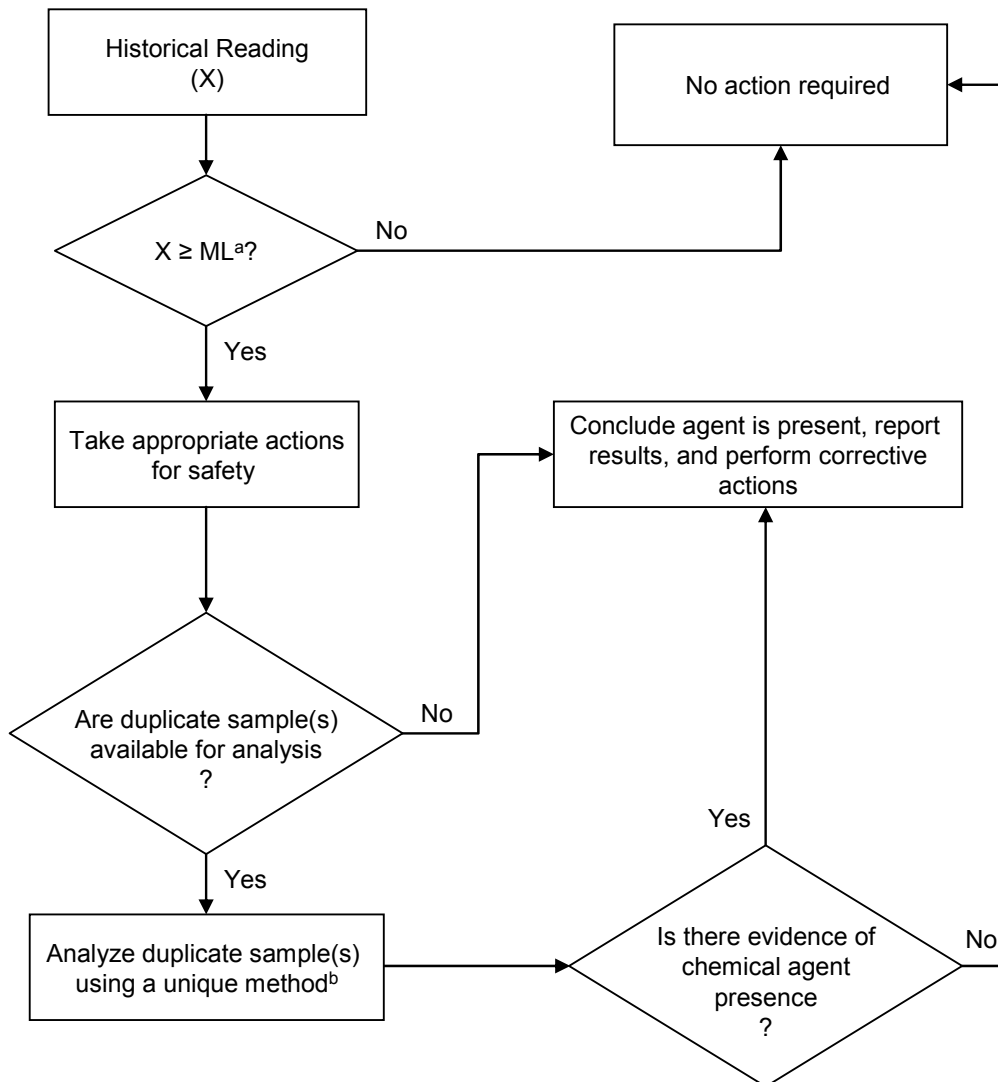 Historical Reading
(X)
No action required
X ≥ MLᵃ?
No
Yes
Take appropriate actions
for safety
Conclude agent is present, report
results, and perform corrective
actions
Are duplicate sample(s)
available for analysis
?
No
Yes
Yes
Analyze duplicate sample(s)
using a unique methodᵇ
Is there evidence of
chemical agent
presence
?
No